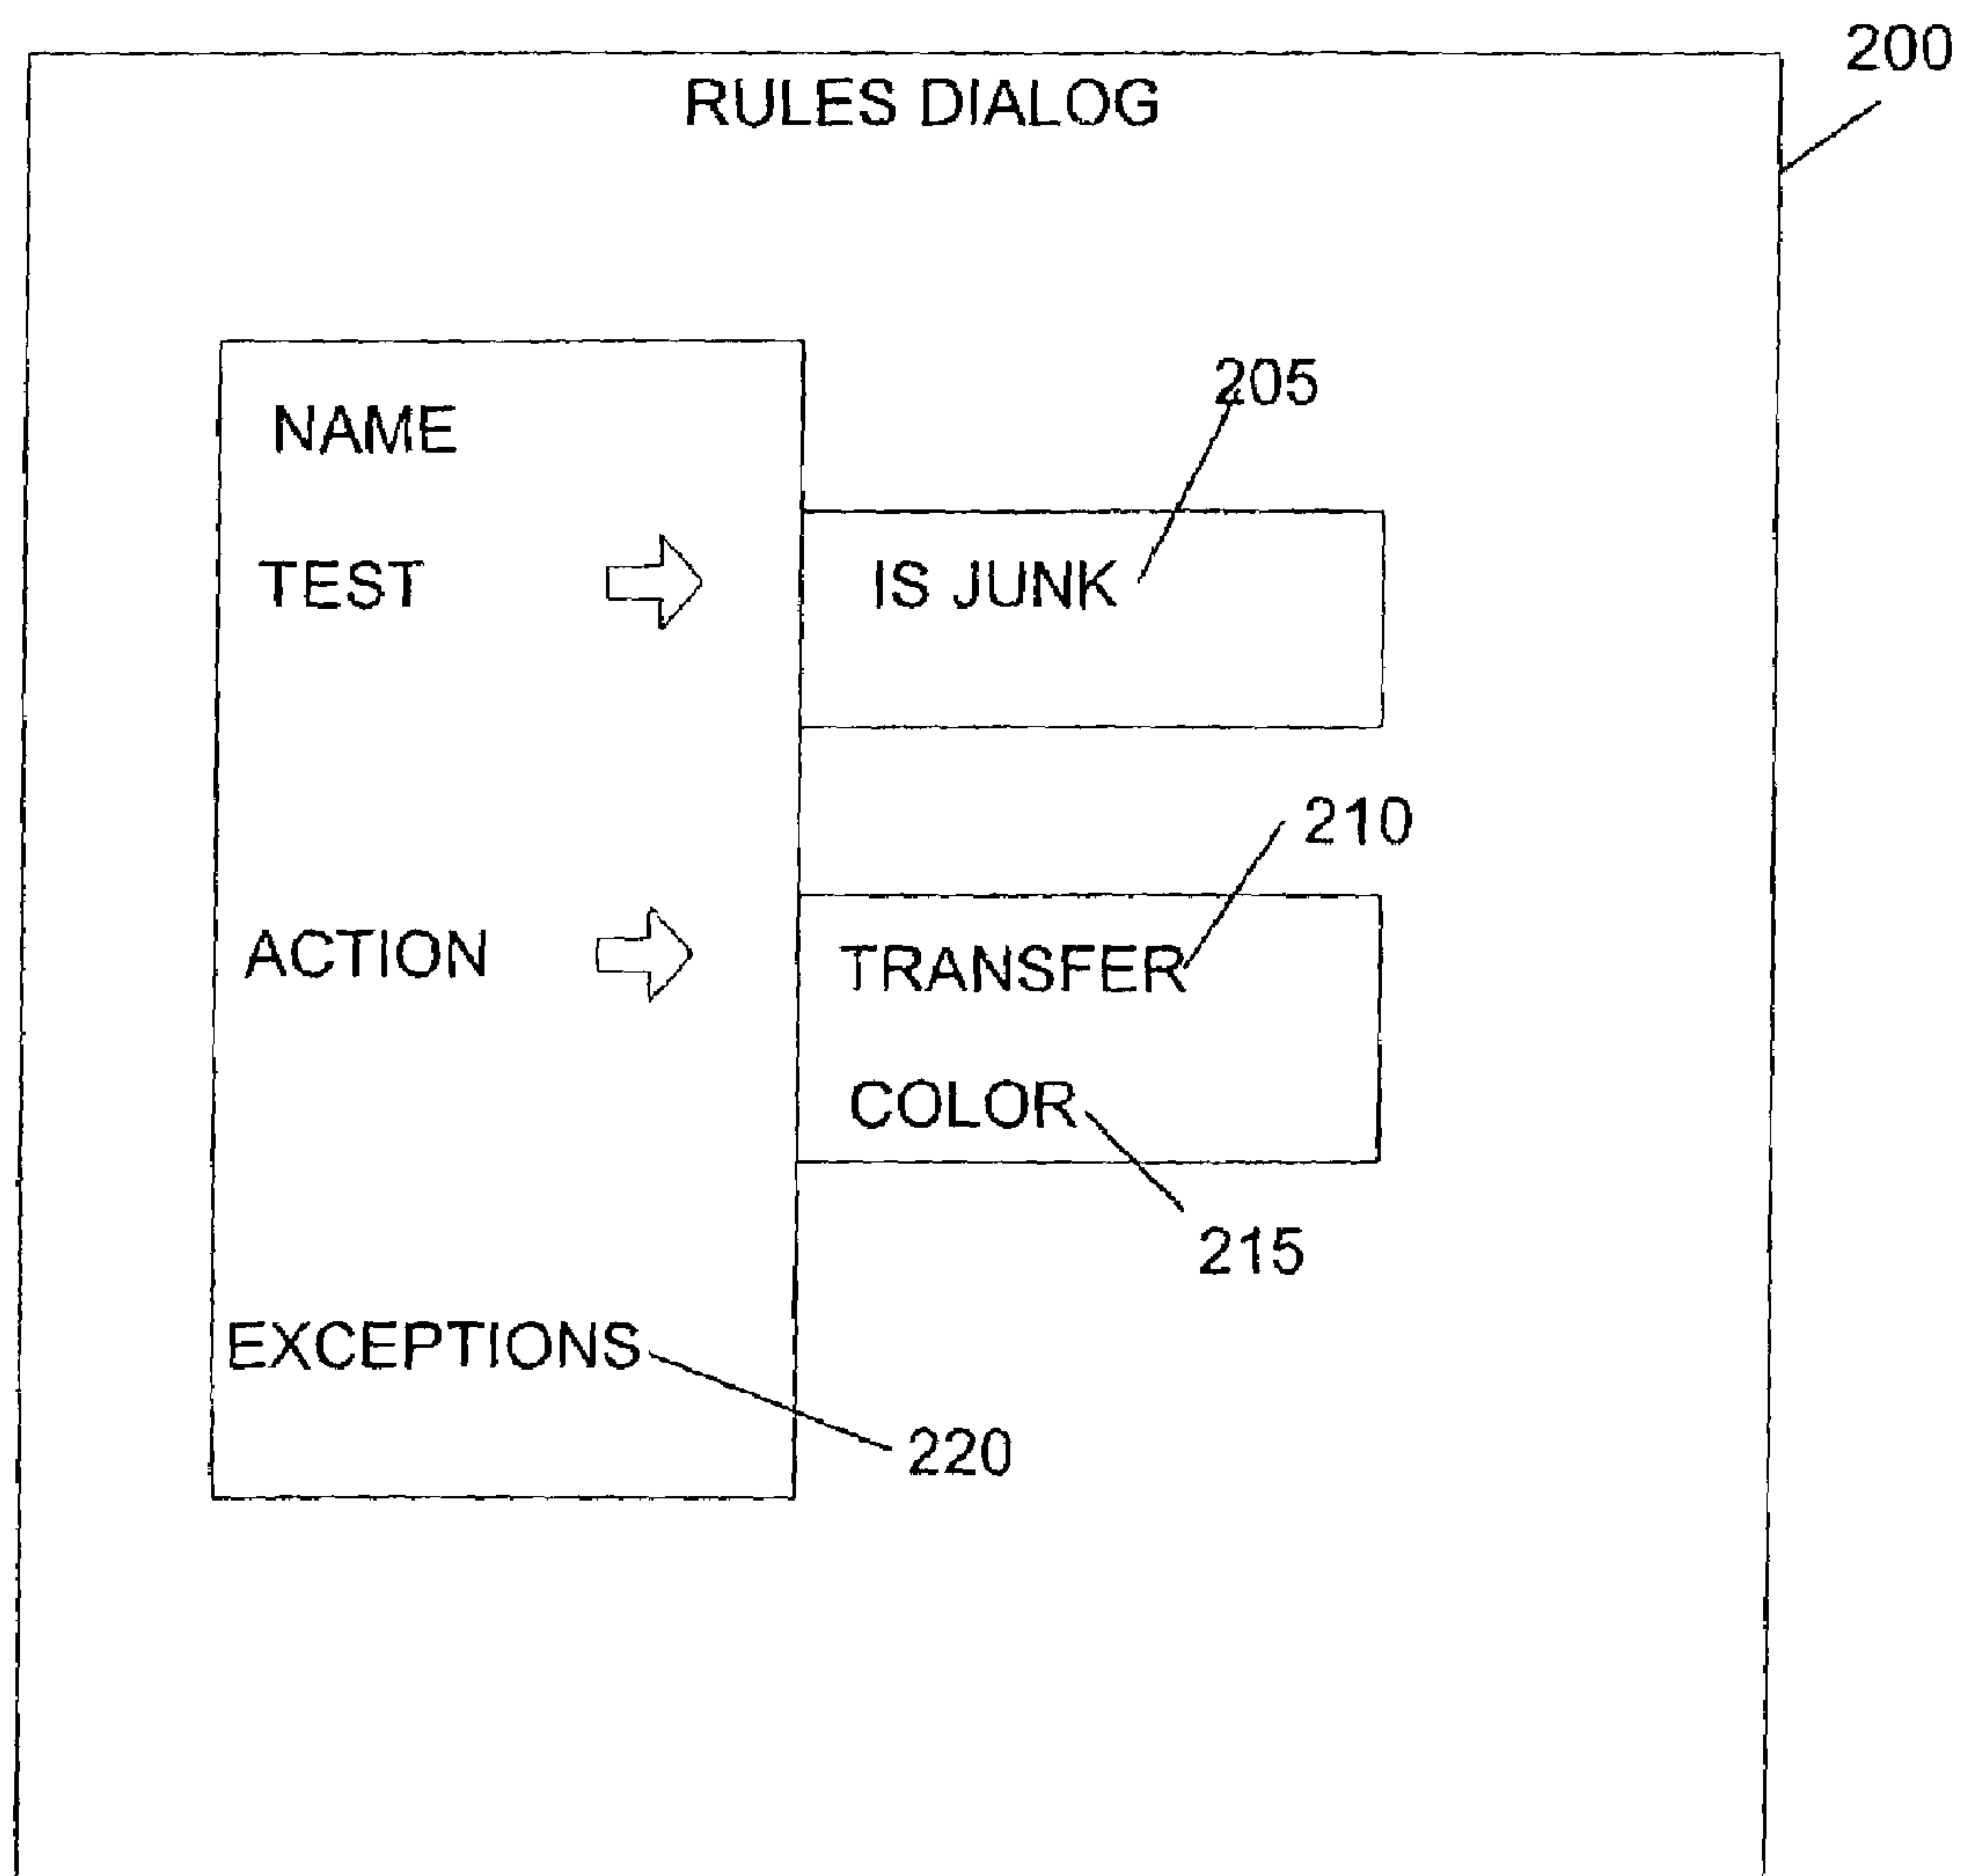 200
RULES DIALOG
NAME
205
TEST
IS JUNK
210
ACTION
TRANSFER
COLOR
215
EXCEPTIONS
220